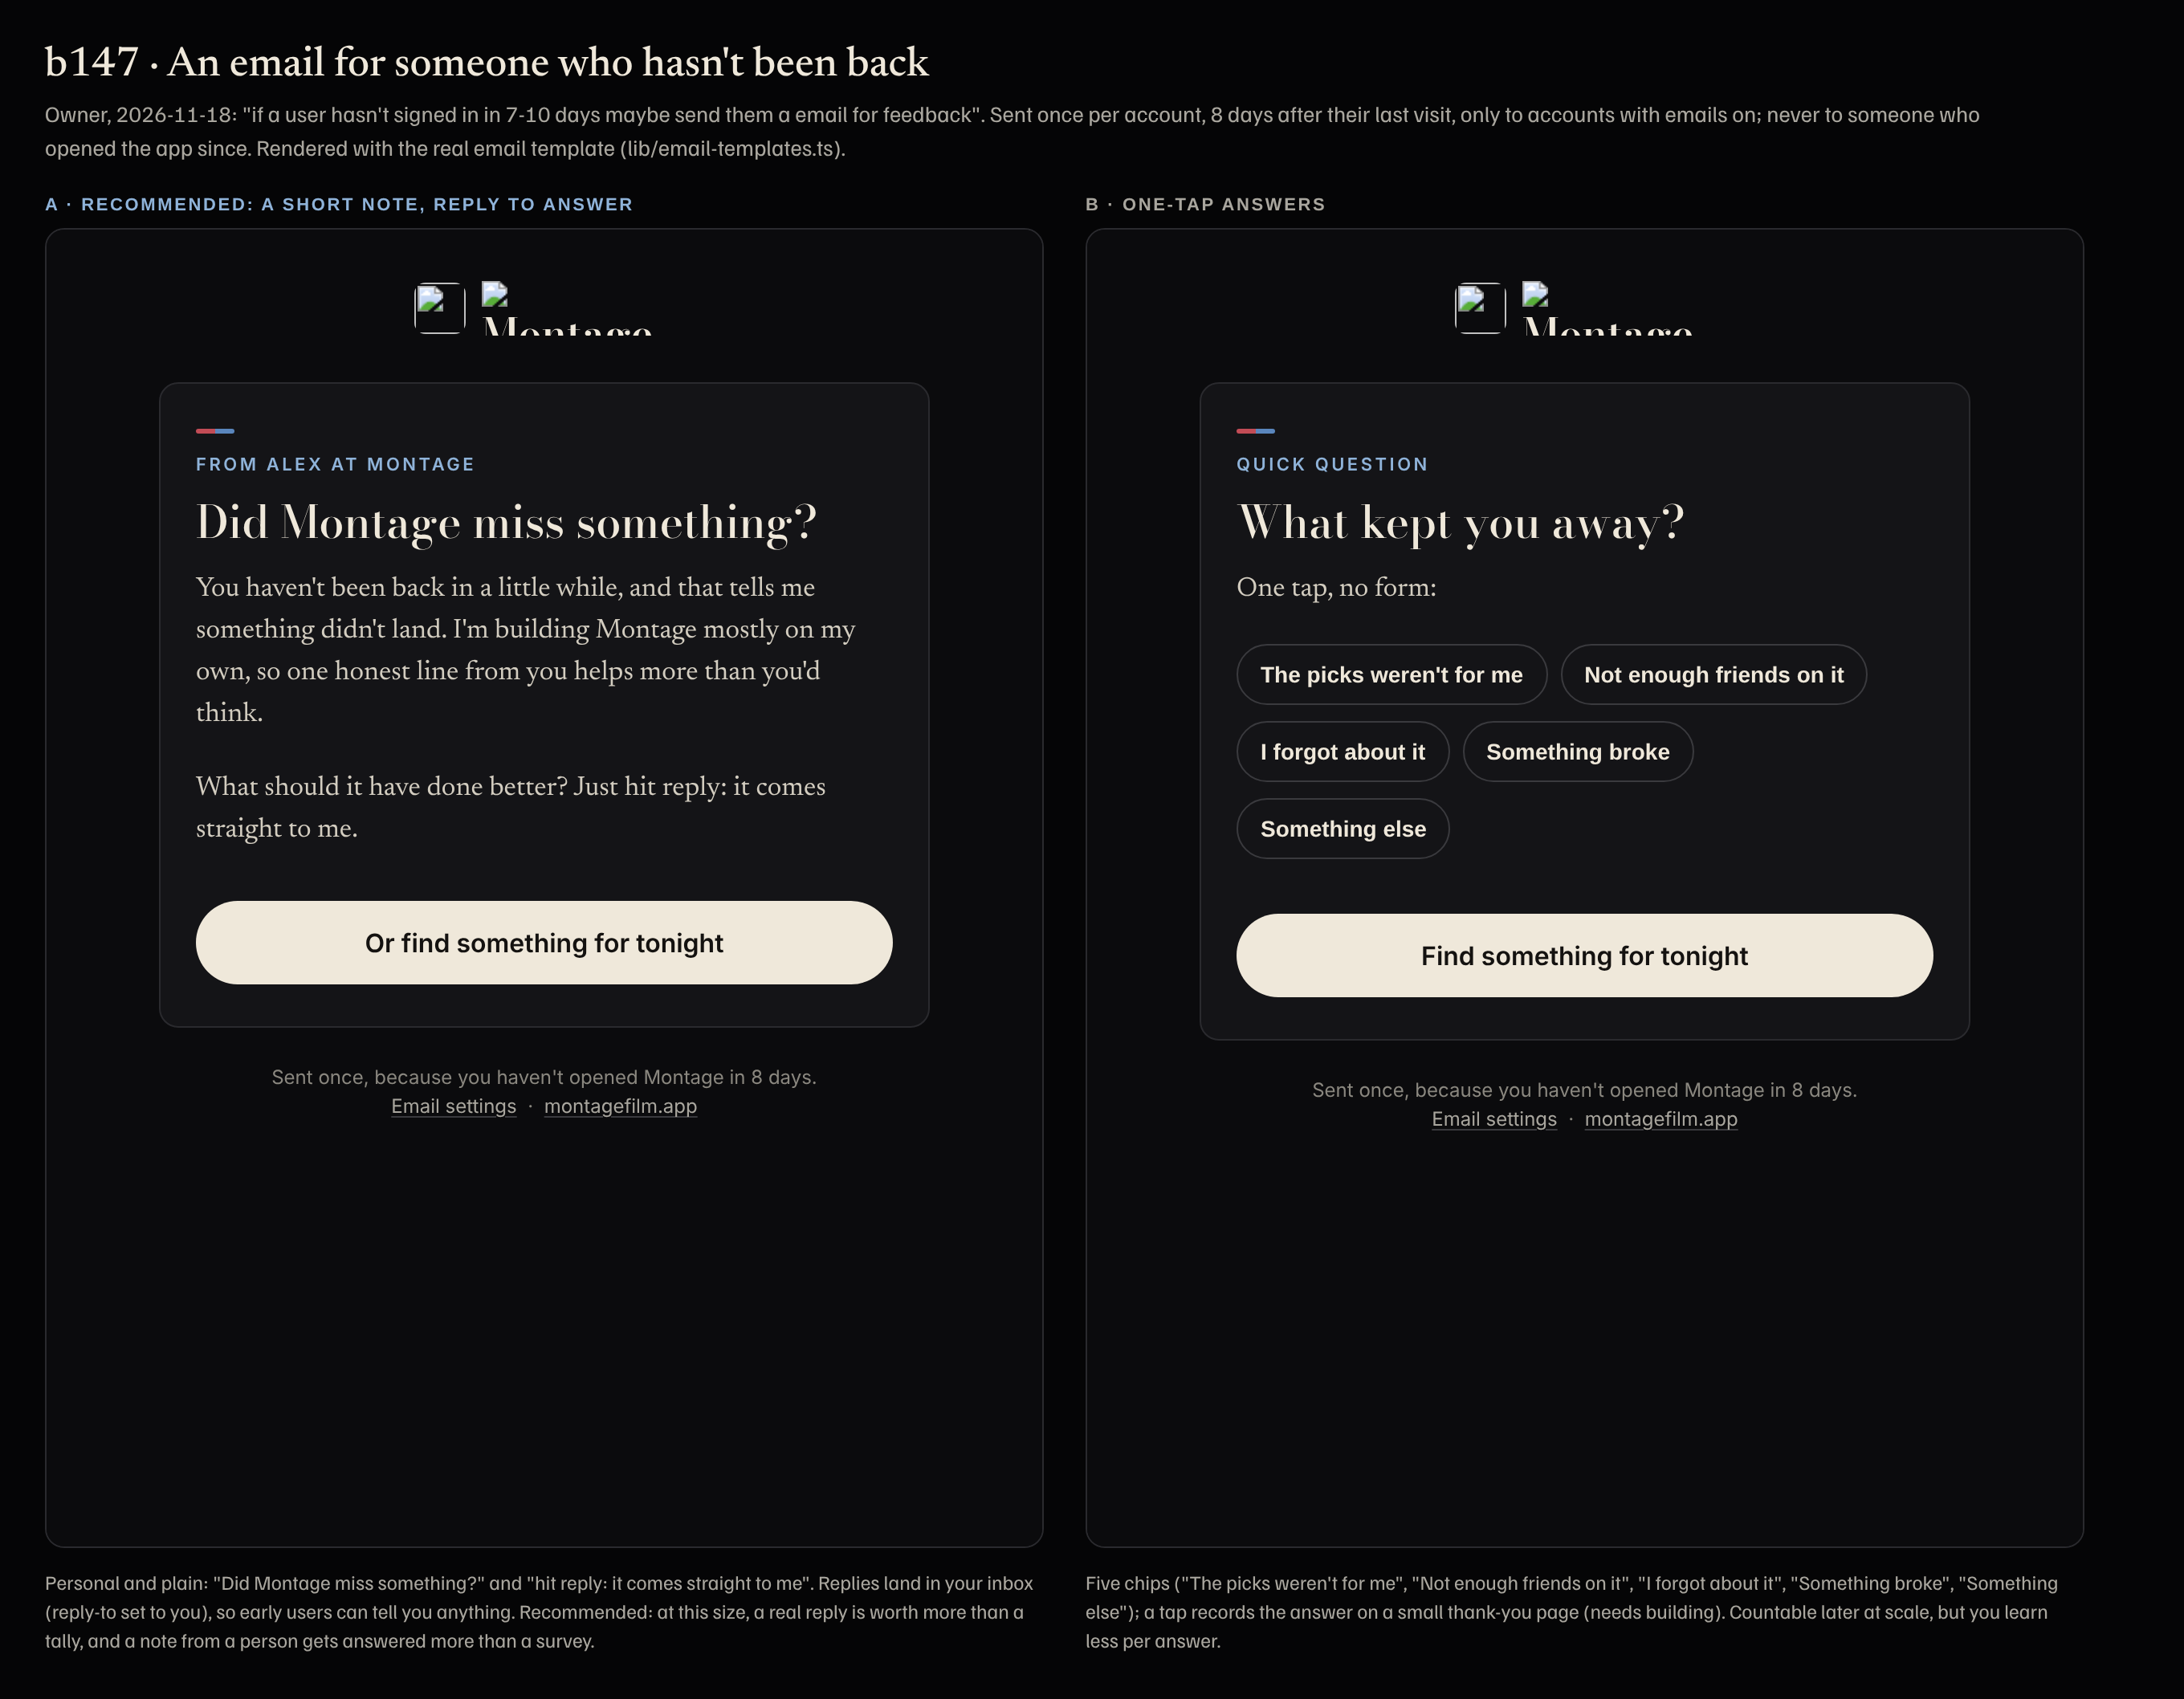 b147 · An email for someone who hasn't been back
Owner, 2026-11-18: "if a user hasn't signed in in 7-10 days maybe send them a email for feedback". Sent once per account, 8 days after their last visit, only to accounts with emails on; never to someone who
opened the app since. Rendered with the real email template (lib/email-templates.ts).
A · RECOMMENDED: A SHORT NOTE, REPLY TO ANSWER
Montage
FROM ALEX AT MONTAGE
Did Montage miss something?
You haven't been back in a little while, and that tells me
something didn't land. I'm building Montage mostly on my
own, so one honest line from you helps more than you'd
think.
What should it have done better? Just hit reply: it comes
straight to me.
Or find something for tonight
Sent once, because you haven't opened Montage in 8 days.
Email settings · montagefilm.app
Personal and plain: "Did Montage miss something?" and "hit reply: it comes straight to me". Replies land in your inbox
(reply-to set to you), so early users can tell you anything. Recommended: at this size, a real reply is worth more than a
tally, and a note from a person gets answered more than a survey.
B · ONE-TAP ANSWERS
Montage
QUICK QUESTION
What kept you away?
One tap, no form:
The picks weren't for me
Not enough friends on it
I forgot about it
Something broke
Something else
Find something for tonight
Sent once, because you haven't opened Montage in 8 days.
Email settings · montagefilm.app
Five chips ("The picks weren't for me", "Not enough friends on it", "I forgot about it", "Something broke", "Something
else"); a tap records the answer on a small thank-you page (needs building). Countable later at scale, but you learn
less per answer.